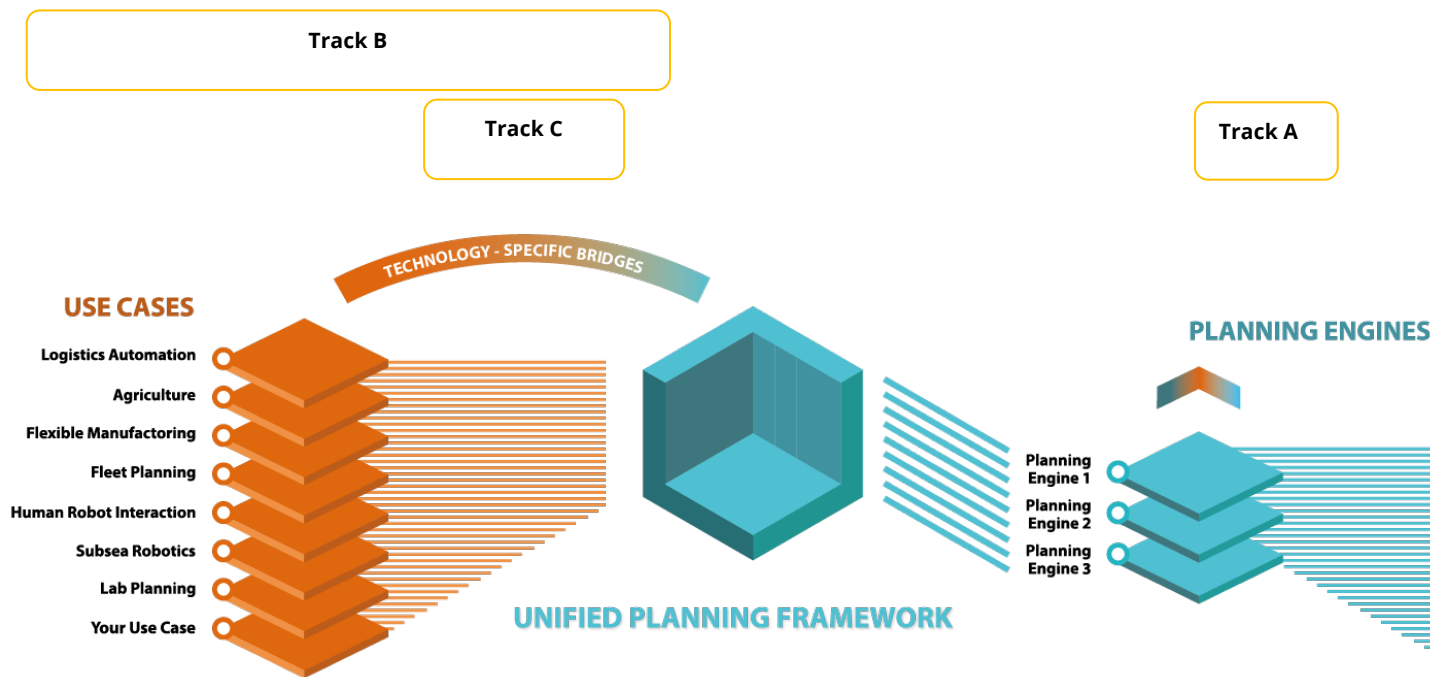 Track B
Track C
Track A
TECHNOLOGY - SPECIFIC BRIDGES
USE CASES
Logistics Automation
Agriculture
Flexible Manufactoring
Fleet Planning
Human Robot Interaction
Subsea Robotics
Lab Planning
Your Use Case
UNIFIED PLANNING FRAMEWORK
PLANNING ENGINES
Planning
Engine 1
Planning
Engine 2
Planning
Engine 3